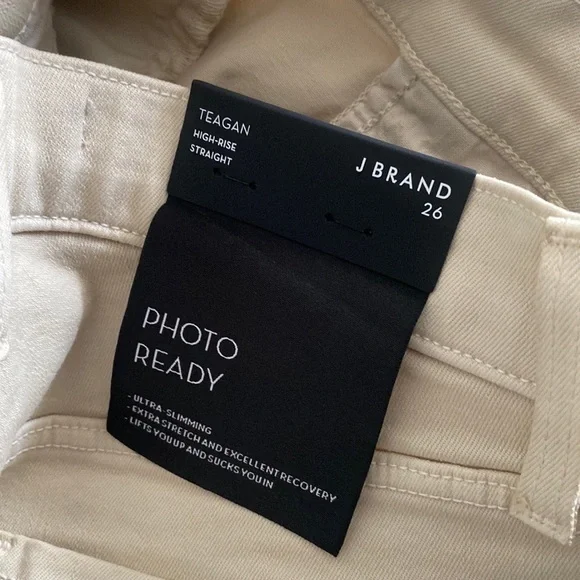 TEAGAN
HIGH-RISE
STRAIGHT
J BRAND
26
PHOTO
READY
- ULTRA-SLIMMING
- EXTRA STRETCH AND EXCELLENT RECOVERY
- LIFTS YOU UP AND SUCKS YOU IN